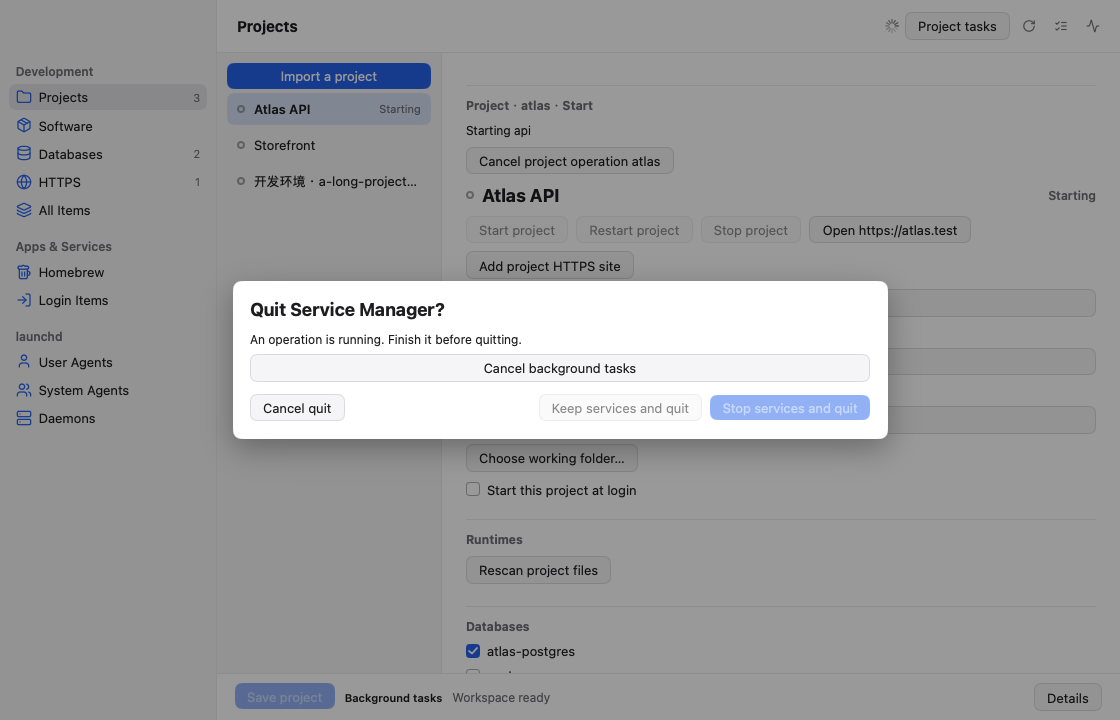 Projects
Project tasks
Development
Projects 3
Software
Databases 2
HTTPS 1
All Items
Apps & Services
Homebrew
Login Items
launchd
User Agents
System Agents
Daemons
Import a project
Atlas API Starting
Storefront
开发环境 · a-long-project…
Project · atlas · Start
Starting api
Cancel project operation atlas
Atlas API Starting
Start project Restart project Stop project Open https://atlas.test
Add project HTTPS site
Quit Service Manager?
An operation is running. Finish it before quitting.
Cancel background tasks
Cancel quit Keep services and quit Stop services and quit
Choose working folder…
Start this project at login
Runtimes
Rescan project files
Databases
atlas-postgres
Save project Background tasks Workspace ready Details